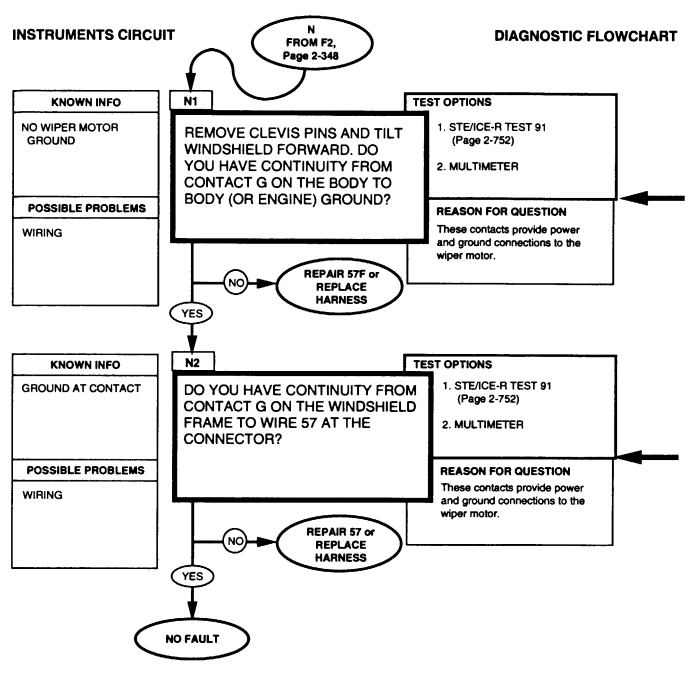 INSTRUMENTS CIRCUIT
DIAGNOSTIC FLOWCHART
N
FROM F2,
Page 2-348
KNOWN INFO
NO WIPER MOTOR
GROUND
POSSIBLE PROBLEMS
WIRING
N1
REMOVE CLEVIS PINS AND TILT
WINDSHIELD FORWARD. DO
YOU HAVE CONTINUITY FROM
CONTACT G ON THE BODY TO
BODY (OR ENGINE) GROUND?
TEST OPTIONS
1. STE/ICE-R TEST 91
(Page 2-752)
2. MULTIMETER
REASON FOR QUESTION
These contacts provide power
and ground connections to the
wiper motor.
NO
REPAIR 57F or
REPLACE
HARNESS
YES
KNOWN INFO
GROUND AT CONTACT
POSSIBLE PROBLEMS
WIRING
N2
DO YOU HAVE CONTINUITY FROM
CONTACT G ON THE WINDSHIELD
FRAME TO WIRE 57 AT THE
CONNECTOR?
TEST OPTIONS
1. STE/ICE-R TEST 91
(Page 2-752)
2. MULTIMETER
REASON FOR QUESTION
These contacts provide power
and ground connections to the
wiper motor.
NO
REPAIR 57 or
REPLACE
HARNESS
YES
NO FAULT